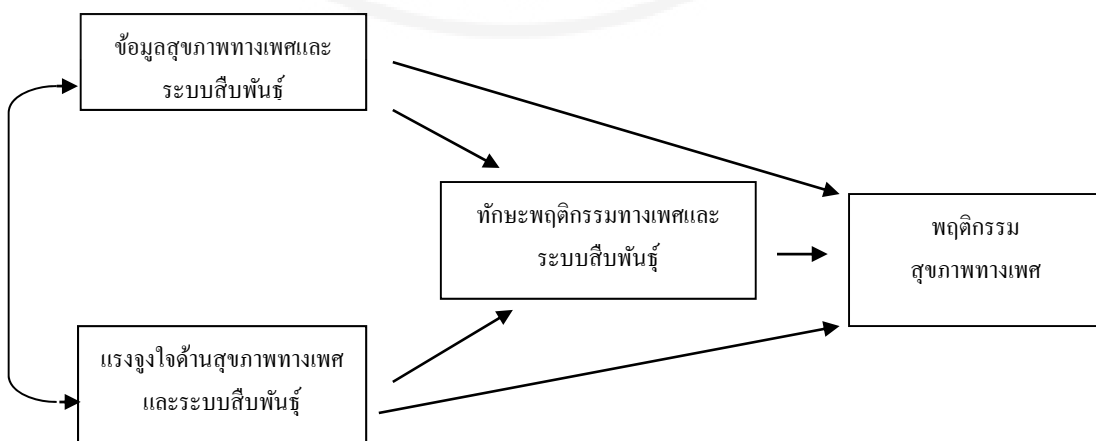 ข้อมูลสุขภาพทางเพศและ
ระบบสืบพันธุ์
ทักษะพฤติกรรมทางเพศและ
ระบบสืบพันธุ์
พฤติกรรม
สุขภาพทางเพศ
แรงจูงใจด้านสุขภาพทางเพศ
และระบบสืบพันธุ์